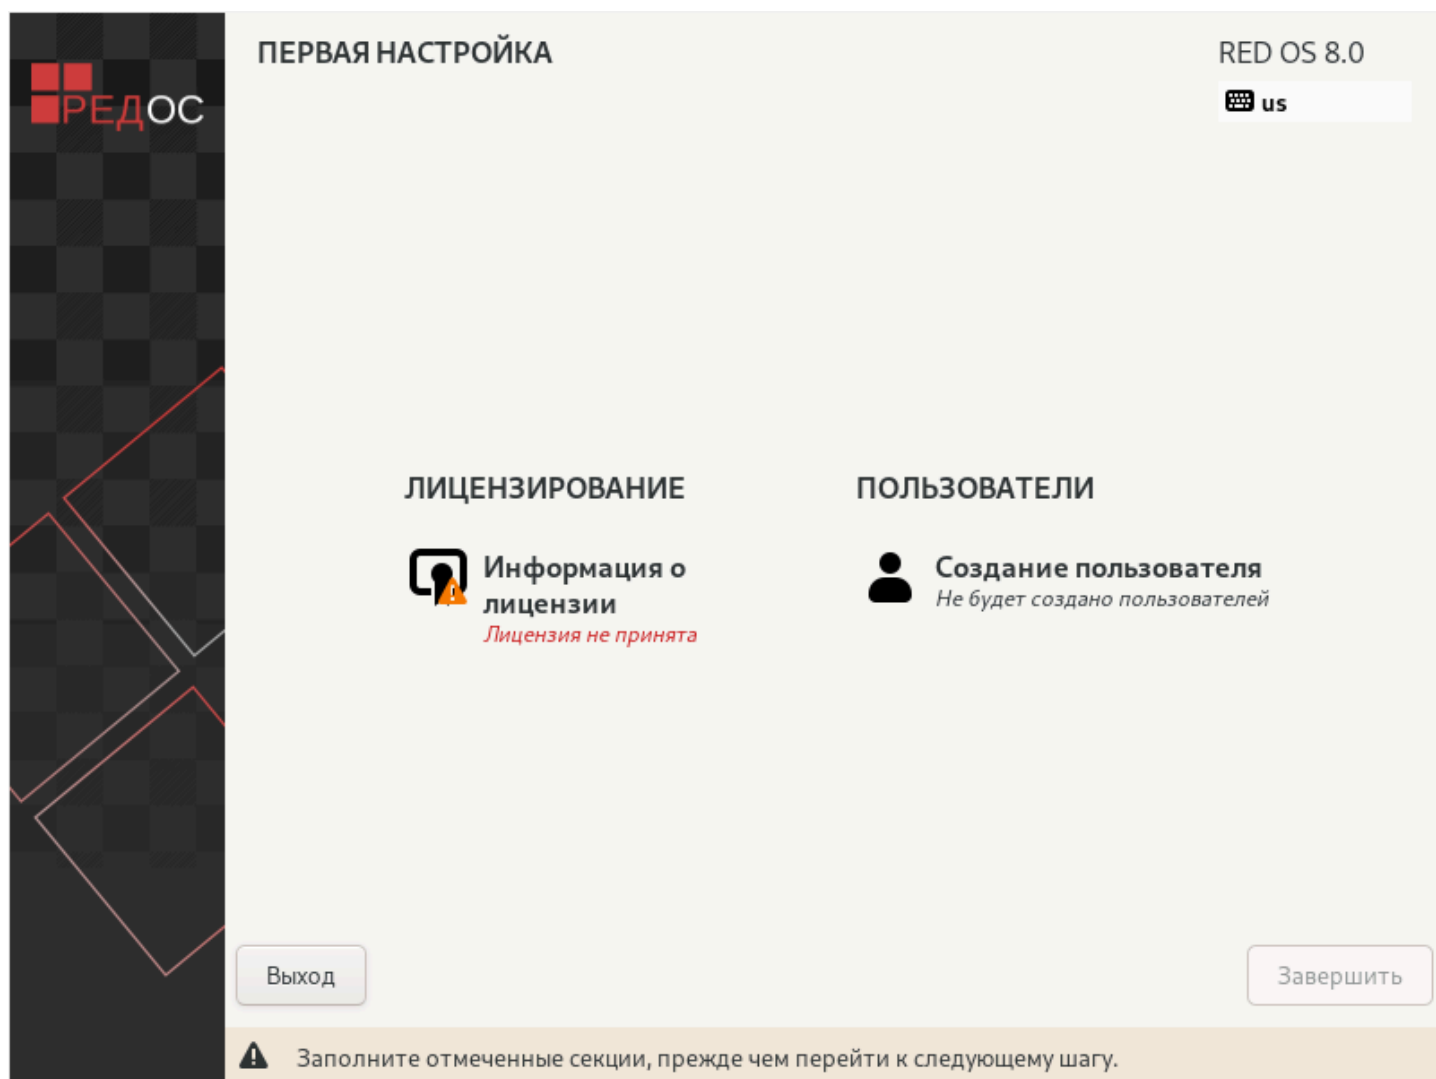 РЕДОС
ПЕРВАЯ НАСТРОЙКА
RED OS 8.0
us
ЛИЦЕНЗИРОВАНИЕ
Информация о
лицензии
Лицензия не принята
ПОЛЬЗОВАТЕЛИ
Создание пользователя
Не будет создано пользователей
Выход
Завершить
Заполните отмеченные секции, прежде чем перейти к следующему шагу.